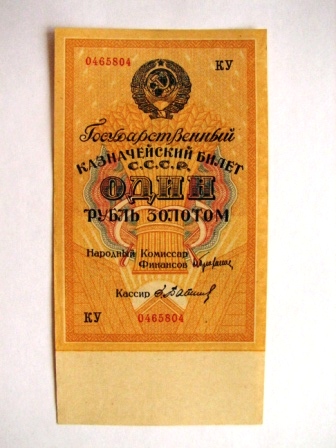 0465804 КУ
Государственный
КАЗНАЧЕЙСКИЙ БИЛЕТ
С.С.С.Р.
ОДИН
РУБЛЬ ЗОЛОТОМ
Народный Комиссар
Финансов
Кассир
КУ 0465804